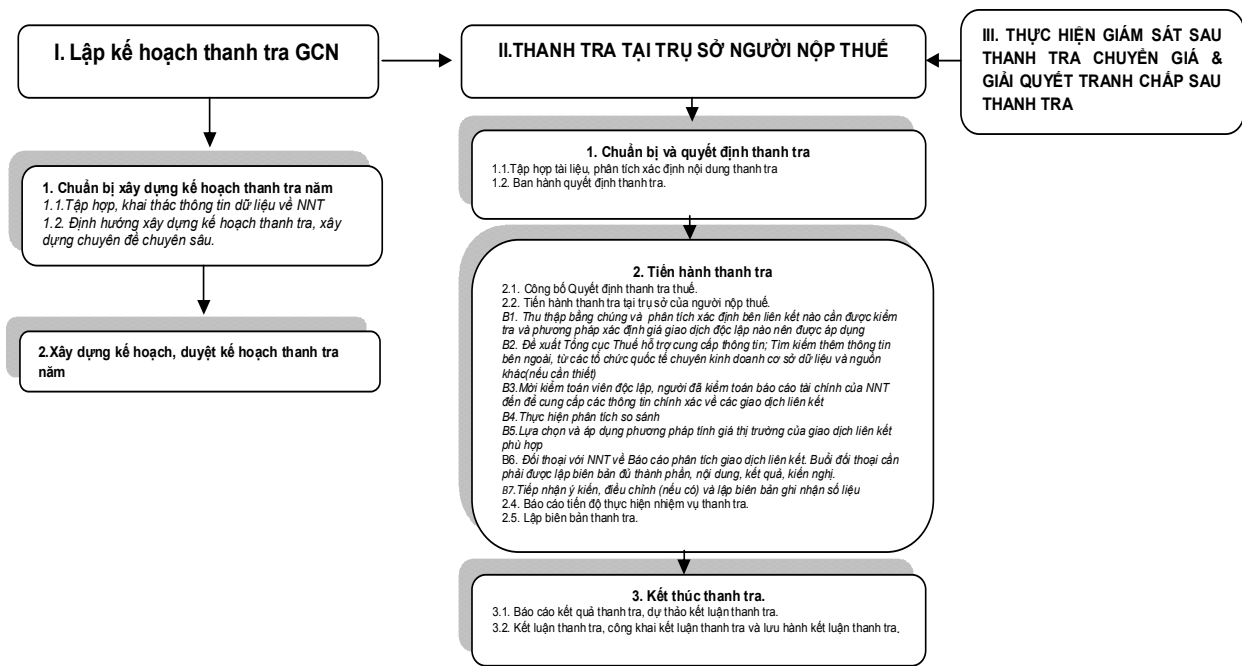 I. Lập kế hoạch thanh tra GCN
II.THANH TRA TẠI TRỤ SỞ NGƯỜI NỘP THUẾ
III. THỰC HIỆN GIÁM SÁT SAU
THANH TRA CHUYỂN GIÁ &
GIẢI QUYẾT TRANH CHẤP SAU
THANH TRA
1. Chuẩn bị xây dựng kế hoạch thanh tra năm
1.1.Tập hợp, khai thác thông tin dữ liệu về NNT
1.2. Định hướng xây dựng kế hoạch thanh tra, xây
dựng chuyên đề chuyên sâu.
2.Xây dựng kế hoạch, duyệt kế hoạch thanh tra
năm
1. Chuẩn bị và quyết định thanh tra
1.1.Tập hợp tài liệu, phân tích xác định nội dung thanh tra
1.2. Ban hành quyết định thanh tra.
2. Tiến hành thanh tra
2.1. Công bố Quyết định thanh tra thuế.
2.2. Tiến hành thanh tra tại trụ sở của người nộp thuế.
B1. Thu thập bằng chúng và phân tích xác định bên liên kết nào cần được kiểm
tra và phương pháp xác định giá giao dịch độc lập nào nên được áp dụng
B2. Đề xuất Tổng cục Thuế hỗ trợ cung cấp thông tin; Tìm kiếm thêm thông tin
bên ngoài, từ các tổ chức quốc tế chuyên kinh doanh cơ sở dữ liệu và nguồn
khác(nếu cần thiết)
B3.Mời kiểm toán viên độc lập, người đã kiểm toán báo cáo tài chính của NNT
đến để cung cấp các thông tin chính xác về các giao dịch liên kết
B4.Thực hiện phân tích so sánh
B5.Lựa chọn và áp dụng phương pháp tính giá thị trường của giao dịch liên kết
phù hợp
B6. Đối thoại với NNT về Báo cáo phân tích giao dịch liên kết. Buổi đối thoại cần
phải được lập biên bản đủ thành phần, nội dung, kết quả, kiến nghị.
B7.Tiếp nhận ý kiến, điều chỉnh (nếu có) và lập biên bản ghi nhận số liệu
2.4. Báo cáo tiến độ thực hiện nhiệm vụ thanh tra.
2.5. Lập biên bản thanh tra.
3. Kết thúc thanh tra.
3.1. Báo cáo kết quả thanh tra, dự thảo kết luận thanh tra.
3.2. Kết luận thanh tra, công khai kết luận thanh tra và lưu hành kết luận thanh tra.